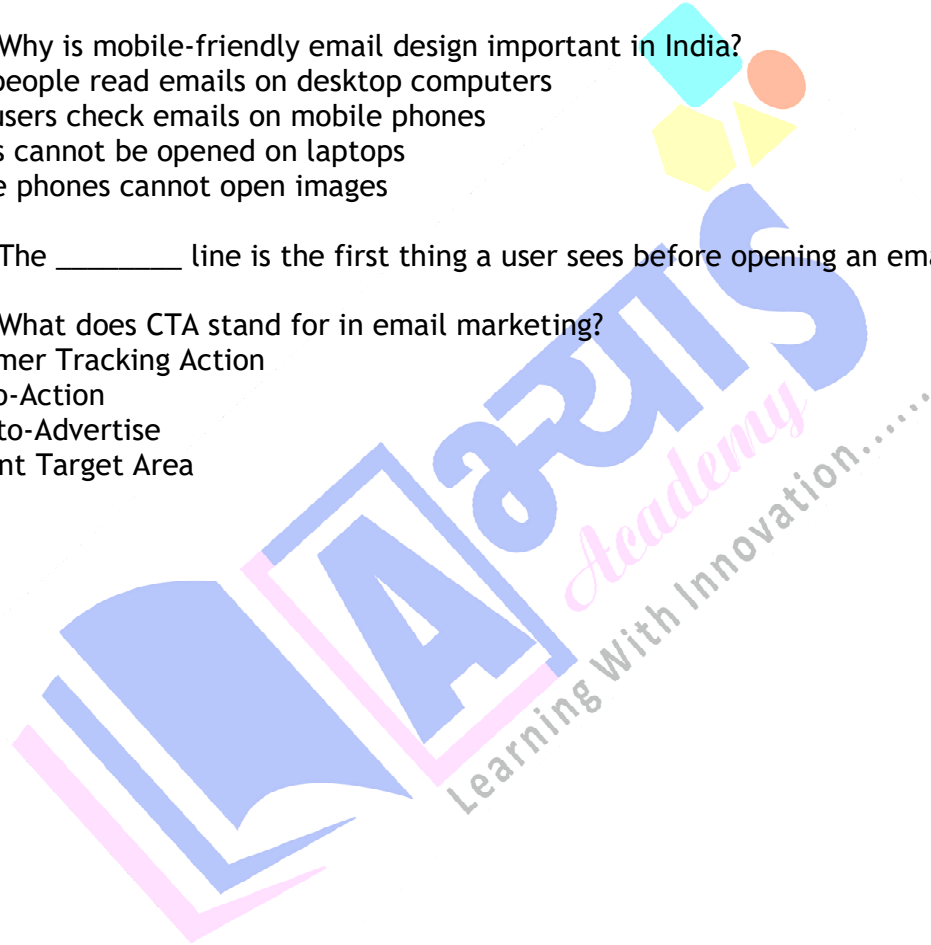 Why is mobile-friendly email design important in India?
people read emails on desktop computers
users check emails on mobile phones
s cannot be opened on laptops
e phones cannot open images
The ________ line is the first thing a user sees before opening an ema
What does CTA stand for in email marketing?
mer Tracking Action
o-Action
to-Advertise
nt Target Area
अभ्यास
A
Academy
Learning With Innovation......